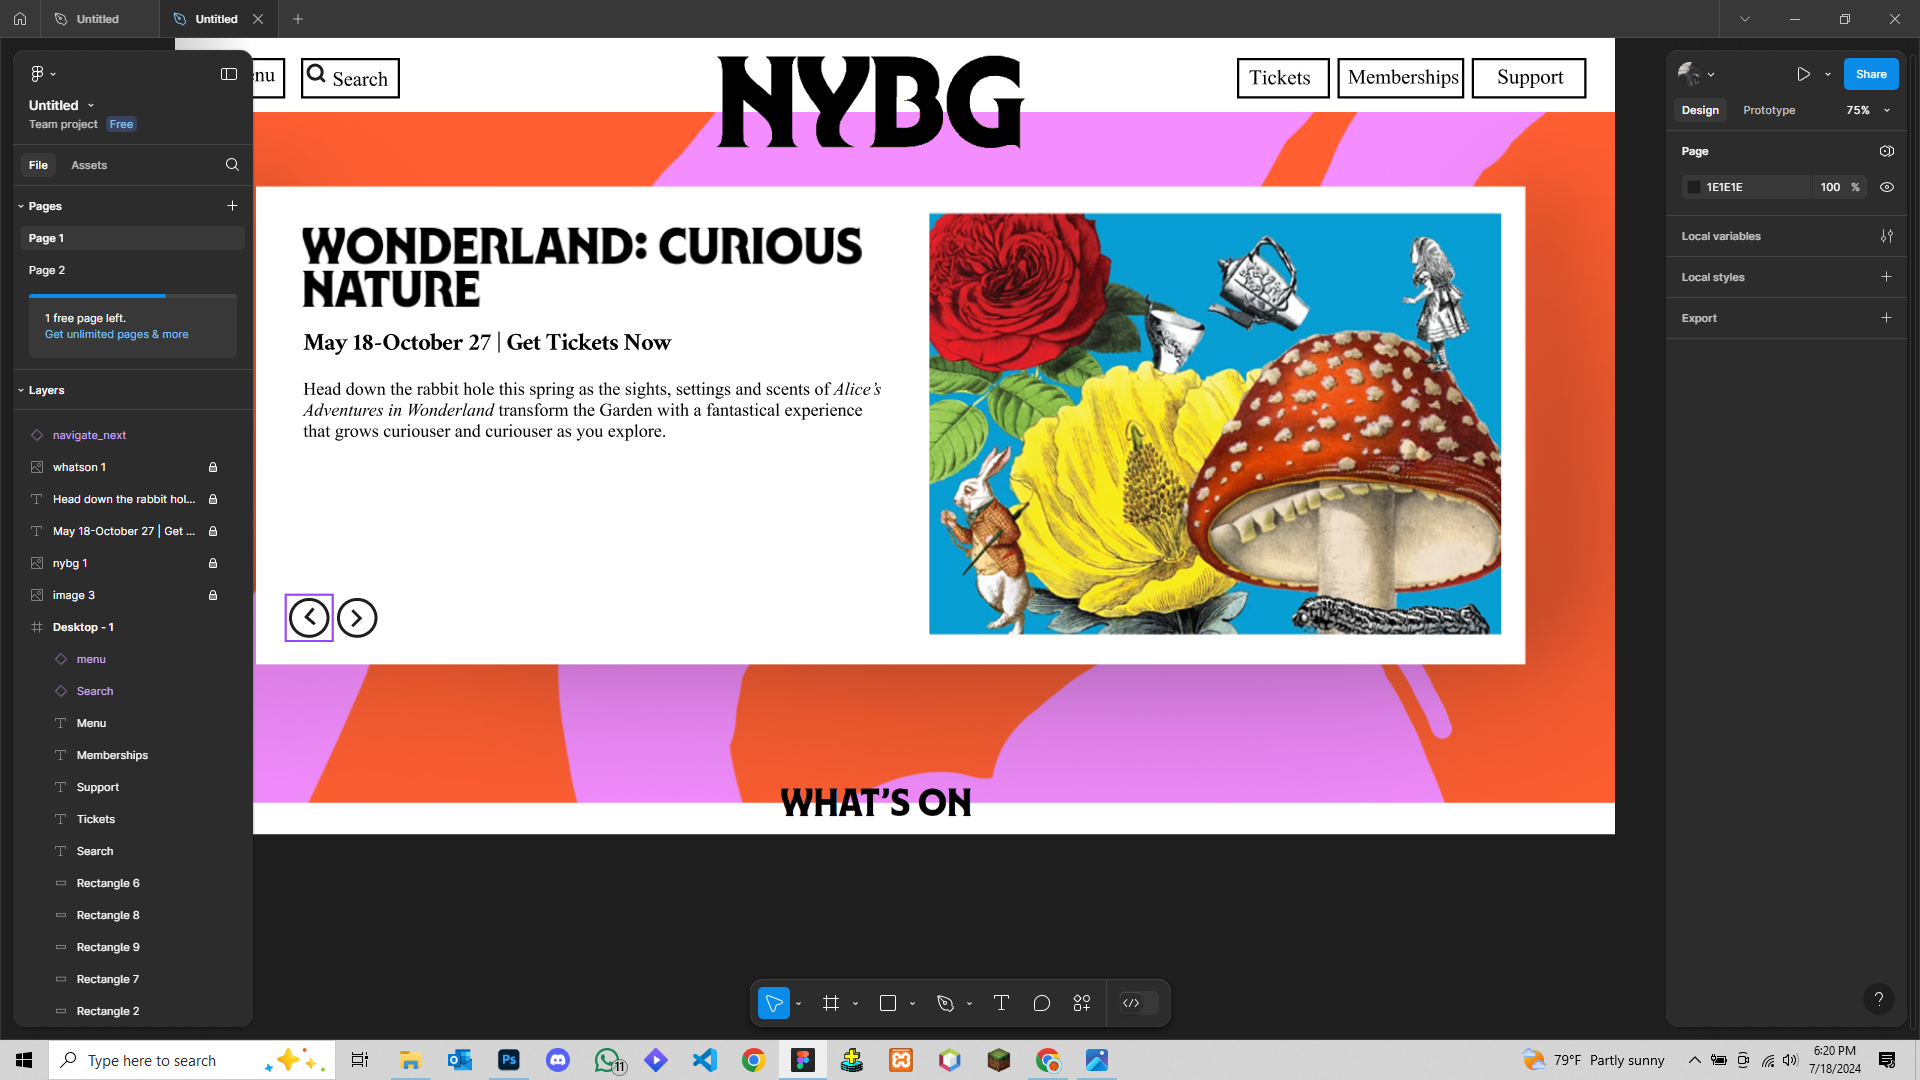 Untitled
Untitled
Untitled
Team project Free
File Assets
Pages
Page 1
Page 2
1 free page left.
Get unlimited pages & more
Layers
navigate_next
whatson 1
Head down the rabbit hol...
May 18-October 27 | Get ...
nybg 1
image 3
Desktop - 1
menu
Search
Menu
Memberships
Support
Tickets
Search
Rectangle 6
Rectangle 8
Rectangle 9
Rectangle 7
Rectangle 2
enu
Search
NYBG
Tickets
Memberships
Support
WONDERLAND: CURIOUS
NATURE
May 18-October 27 | Get Tickets Now
Head down the rabbit hole this spring as the sights, settings and scents of Alice's
Adventures in Wonderland transform the Garden with a fantastical experience
that grows curiouser and curiouser as you explore.
WHAT'S ON
Share
Design Prototype 75%
Page
1E1E1E 100 %
Local variables
Local styles
Export
?
Type here to search
Ps
11
79°F Partly sunny
6:20 PM
7/18/2024